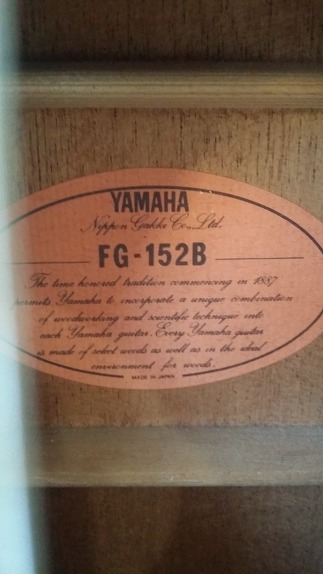 YAMAHA
Nippon Gakki Co., Ltd.
FG-152B
The time honored tradition commencing in 1887
permits Yamaha to incorporate a unique combination
of woodworking and scientific technique into
each Yamaha guitar. Every Yamaha guitar
is made of select woods as well as in the ideal
environment for woods.
MADE IN JAPAN